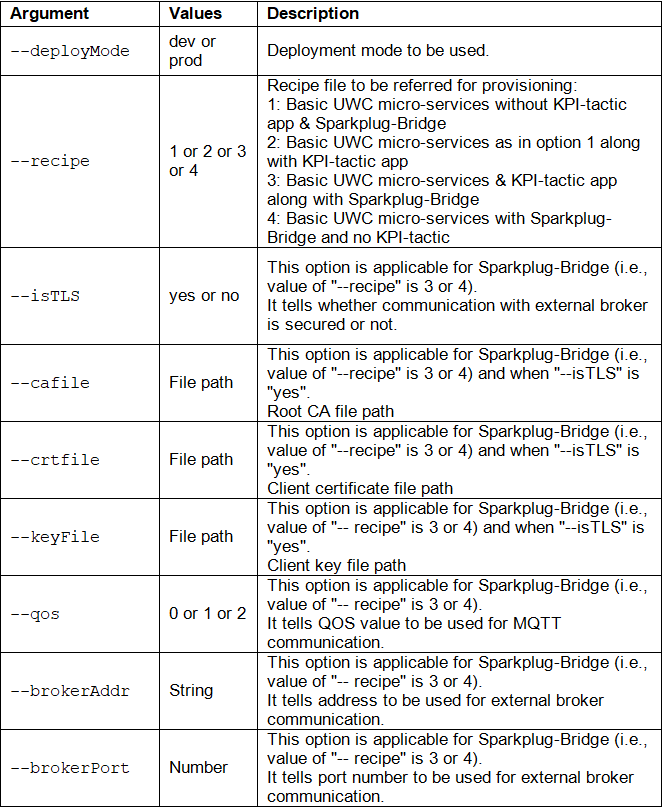 Argument Values Description
--deployMode dev or
prod Deployment mode to be used.
--recipe 1 or 2 or 3
or 4 Recipe file to be referred for provisioning:
1: Basic UWC micro-services without KPI-tactic
app & Sparkplug-Bridge
2: Basic UWC micro-services as in option 1 along
with KPI-tactic app
3: Basic UWC micro-services & KPI-tactic app
along with Sparkplug-Bridge
4: Basic UWC micro-services with Sparkplug-
Bridge and no KPI-tactic
--isTLS yes or no This option is applicable for Sparkplug-Bridge (i.e.,
value of "--recipe" is 3 or 4).
It tells whether communication with external broker
is secured or not.
--cafile File path This option is applicable for Sparkplug-Bridge (i.e.,
value of "--recipe" is 3 or 4) and when "--isTLS" is
"yes".
Root CA file path
--crtfile File path This option is applicable for Sparkplug-Bridge (i.e.,
value of "--recipe" is 3 or 4) and when "--isTLS" is
"yes".
Client certificate file path
--keyFile File path This option is applicable for Sparkplug-Bridge (i.e.,
value of "-- recipe" is 3 or 4) and when "--isTLS" is
"yes".
Client key file path
--qos 0 or 1 or 2 This option is applicable for Sparkplug-Bridge (i.e.,
value of "-- recipe" is 3 or 4).
It tells QOS value to be used for MQTT
communication.
--brokerAddr String This option is applicable for Sparkplug-Bridge (i.e.,
value of "-- recipe" is 3 or 4).
It tells address to be used for external broker
communication.
--brokerPort Number This option is applicable for Sparkplug-Bridge (i.e.,
value of "-- recipe" is 3 or 4).
It tells port number to be used for external broker
communication.